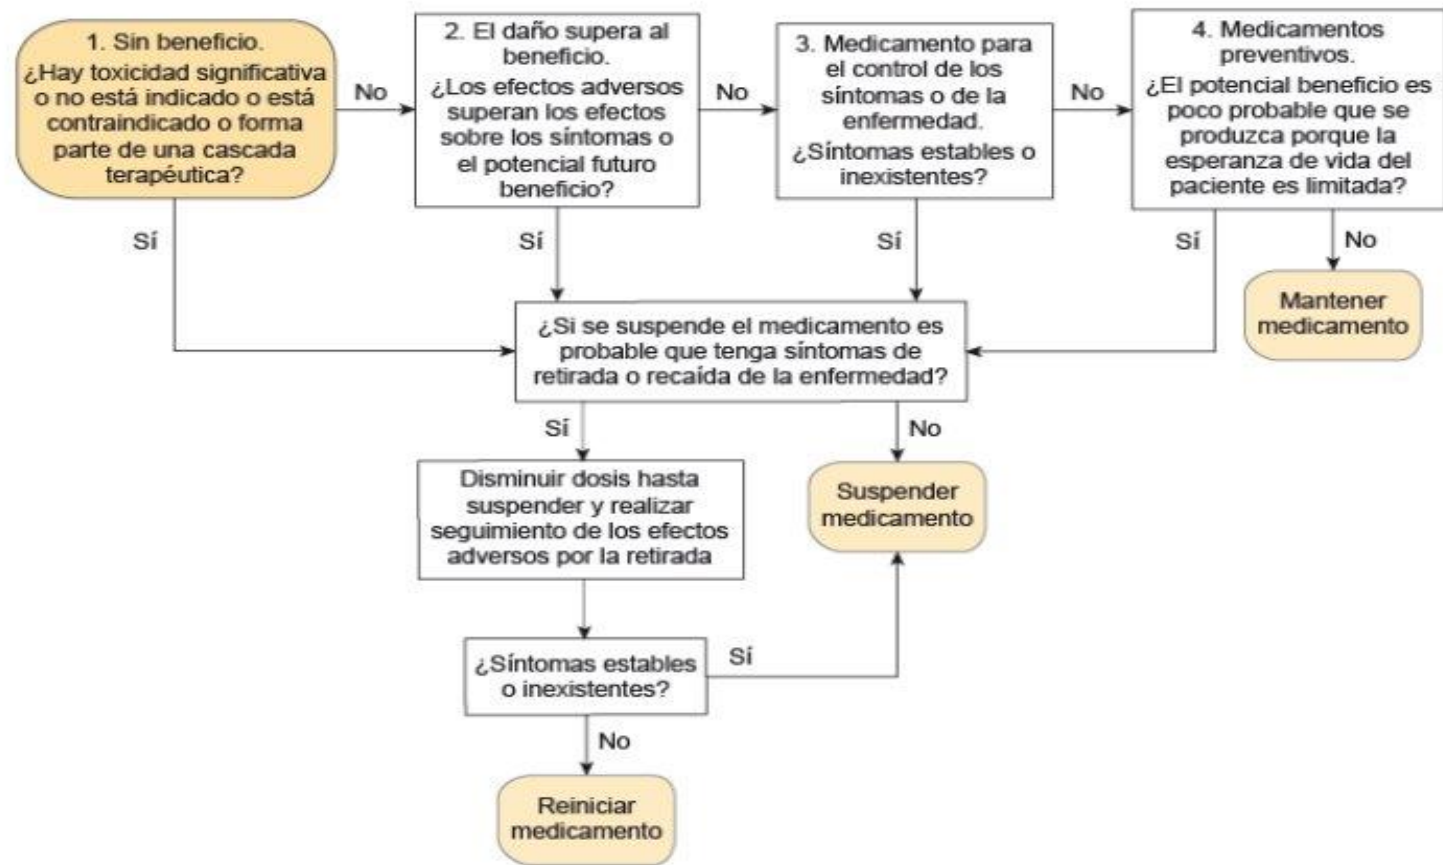 1. Sin beneficio.
¿Hay toxicidad significativa
o no está indicado o está
contraindicado o forma
parte de una cascada
terapéutica?
No
2. El daño supera al
beneficio.
¿Los efectos adversos
superan los efectos
sobre los síntomas o
el potencial futuro
beneficio?
No
3. Medicamento para
el control de los
síntomas o de la
enfermedad.
¿Síntomas estables o
inexistentes?
No
4. Medicamentos
preventivos.
¿El potencial beneficio es
poco probable que se
produzca porque la
esperanza de vida del
paciente es limitada?
Sí
Sí
Sí
Sí
No
Mantener
medicamento
¿Si se suspende el medicamento es
probable que tenga síntomas de
retirada o recaída de la enfermedad?
Sí
No
Disminuir dosis hasta
suspender y realizar
seguimiento de los efectos
adversos por la retirada
Suspender
medicamento
¿Síntomas estables
o inexistentes?
Sí
No
Reiniciar
medicamento